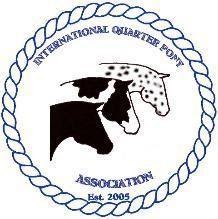 INTERNATIONAL QUARTER PONY
ASSOCIATION
Est. 2005